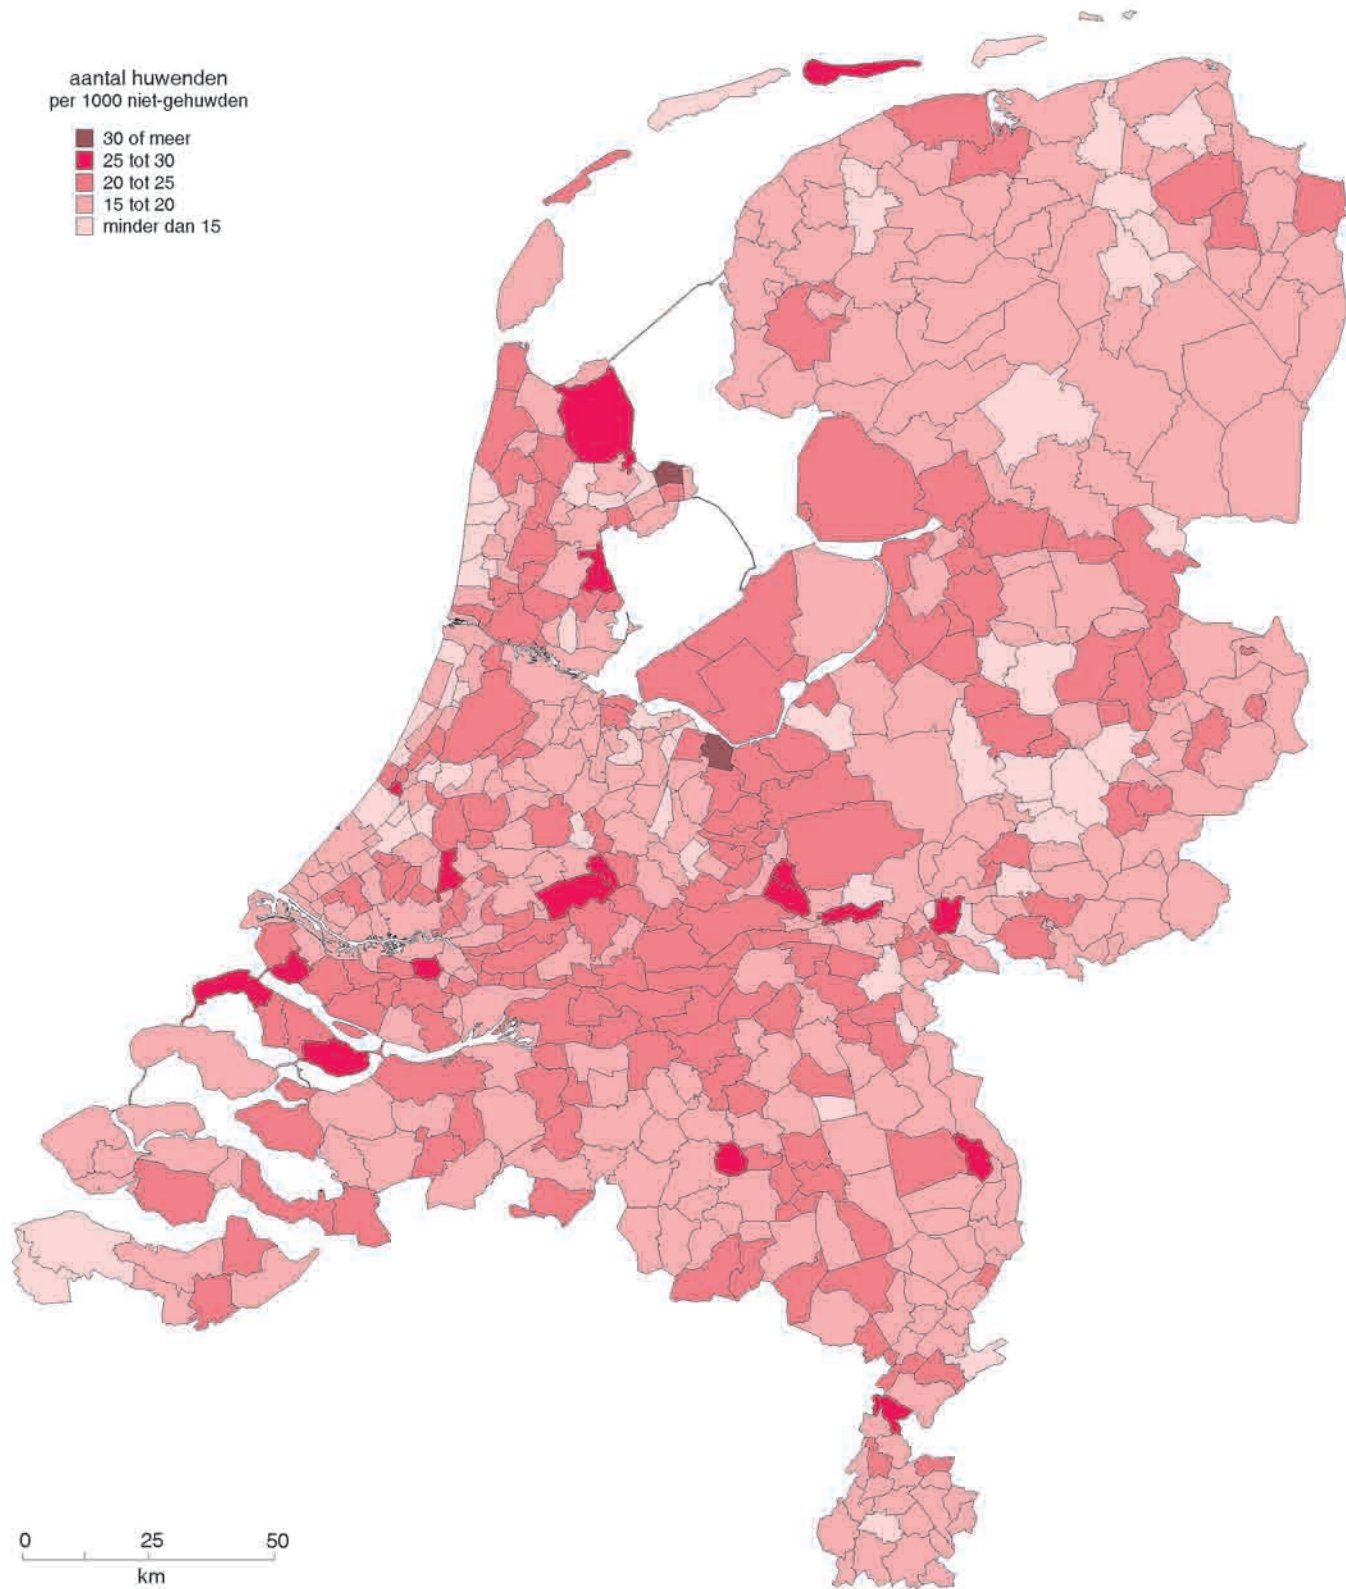 aantal huwenden
per 1000 niet-gehuwden
30 of meer
25 tot 30
20 tot 25
15 tot 20
minder dan 15
0 25 50
km